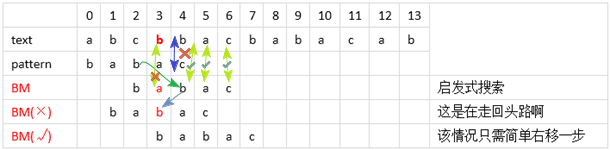 0 1 2 3 4 5 6 7 8 9 10 11 12 13
text a b c b b a c b a b a c a b
pattern b a b a c
BM b a b a c 启发式搜索
BM(×) b a b a c 这是在走回头路啊
BM(√) b a b a c 该情况只需简单右移一步